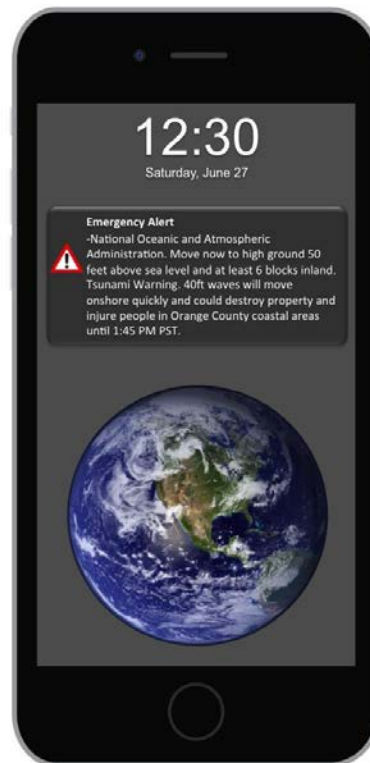 12:30
Saturday, June 27
Emergency Alert
-National Oceanic and Atmospheric
Administration. Move now to high ground 50
feet above sea level and at least 6 blocks inland.
Tsunami Warning. 40ft waves will move
onshore quickly and could destroy property and
injure people in Orange County coastal areas
until 1:45 PM PST.